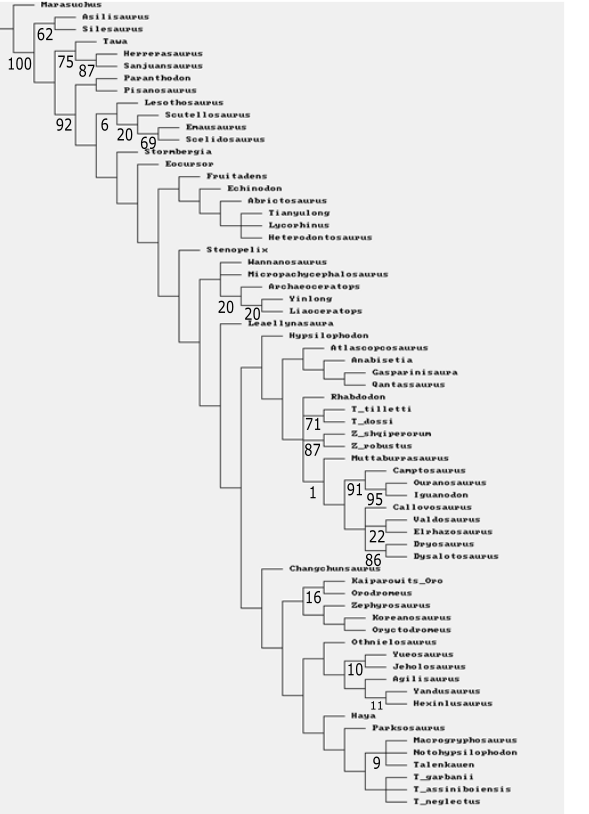 Marasuchus
Asilisaurus
62
Silesaurus
Tawa
Herrerasaurus
75
100
87
Sanjuansaurus
Paranthodon
Pisanosaurus
Lesothosaurus
Scutellosaurus
92
6
Emausaurus
20
Scelidosaurus
69
Stormbergia
Eocursor
Fruitadens
Echinodon
Abrictosaurus
Tianyulong
Lycorhinus
Heterodontosaurus
Stenopelix
Wannanosaurus
Micropachycephalosaurus
Archaeoceratops
Yinlong
20
20
Liaoceratops
Leaellynasaura
Hypsilophodon
Atlascopcosaurus
Anabisetia
Gasparinisaura
Qantassaurus
Rhabdodon
T_tilletti
71
T_dossi
Z_shqiperorum
87
Z_robustus
Muttaburrasaurus
Camptosaurus
Ouranosaurus
1
91
95
Iguanodon
Callovosaurus
Valdosaurus
22
Elrhazosaurus
Dryosaurus
86
Dysalotosaurus
Changchunsaurus
Kaiparowits_Oro
16
Orodromeus
Zephyrosaurus
Koreanosaurus
Oryctodromeus
Othnielosaurus
Yueosaurus
10
Jeholosaurus
Agilisaurus
Yandusaurus
11
Hexinlusaurus
Haya
Parksosaurus
Macrogryphosaurus
Notohypsilophodon
9
Talenkauen
T_garbanii
T_assiniboiensis
T_neglectus